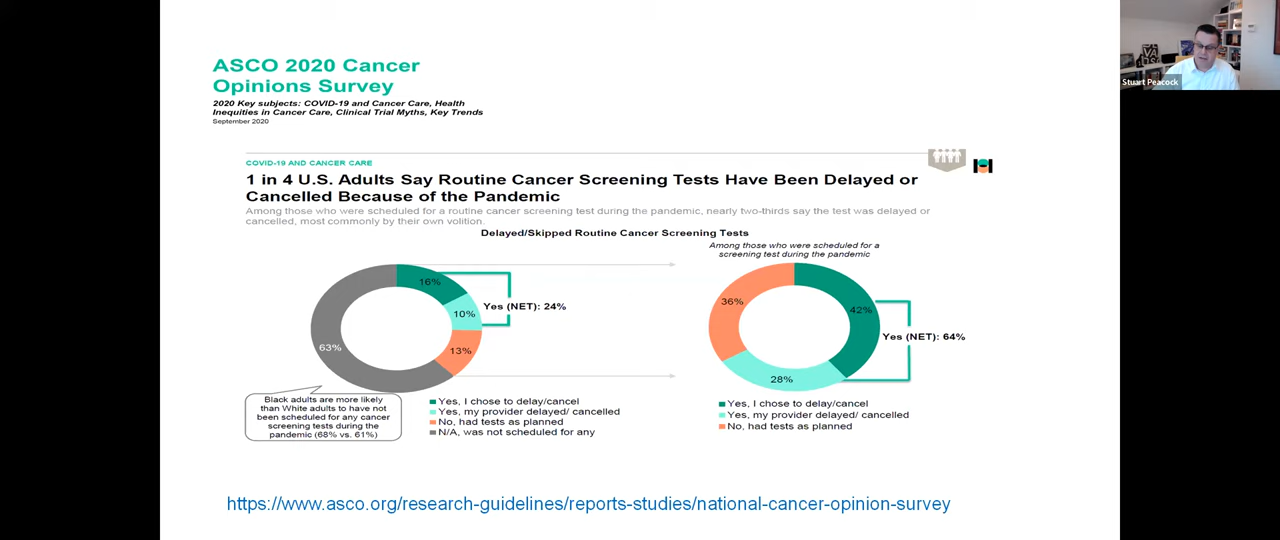 Stuart Peacock
ASCO 2020 Cancer
Opinions Survey
2020 Key subjects: COVID-19 and Cancer Care, Health
Inequities in Cancer Care, Clinical Trial Myths, Key Trends
September 2020
COVID-19 AND CANCER CARE
1 in 4 U.S. Adults Say Routine Cancer Screening Tests Have Been Delayed or
Cancelled Because of the Pandemic
Among those who were scheduled for a routine cancer screening test during the pandemic, nearly two-thirds say the test was delayed or
cancelled, most commonly by their own volition.
Delayed/Skipped Routine Cancer Screening Tests
16%
10%
13%
63%
Yes (NET): 24%
Black adults are more likely
than White adults to have not
been scheduled for any cancer
screening tests during the
pandemic (68% vs. 61%)
Yes, I chose to delay/cancel
Yes, my provider delayed/ cancelled
No, had tests as planned
N/A, was not scheduled for any
Among those who were scheduled for a
screening test during the pandemic
36%
42%
28%
Yes (NET): 64%
Yes, I chose to delay/cancel
Yes, my provider delayed/ cancelled
No, had tests as planned
https://www.asco.org/research-guidelines/reports-studies/national-cancer-opinion-survey